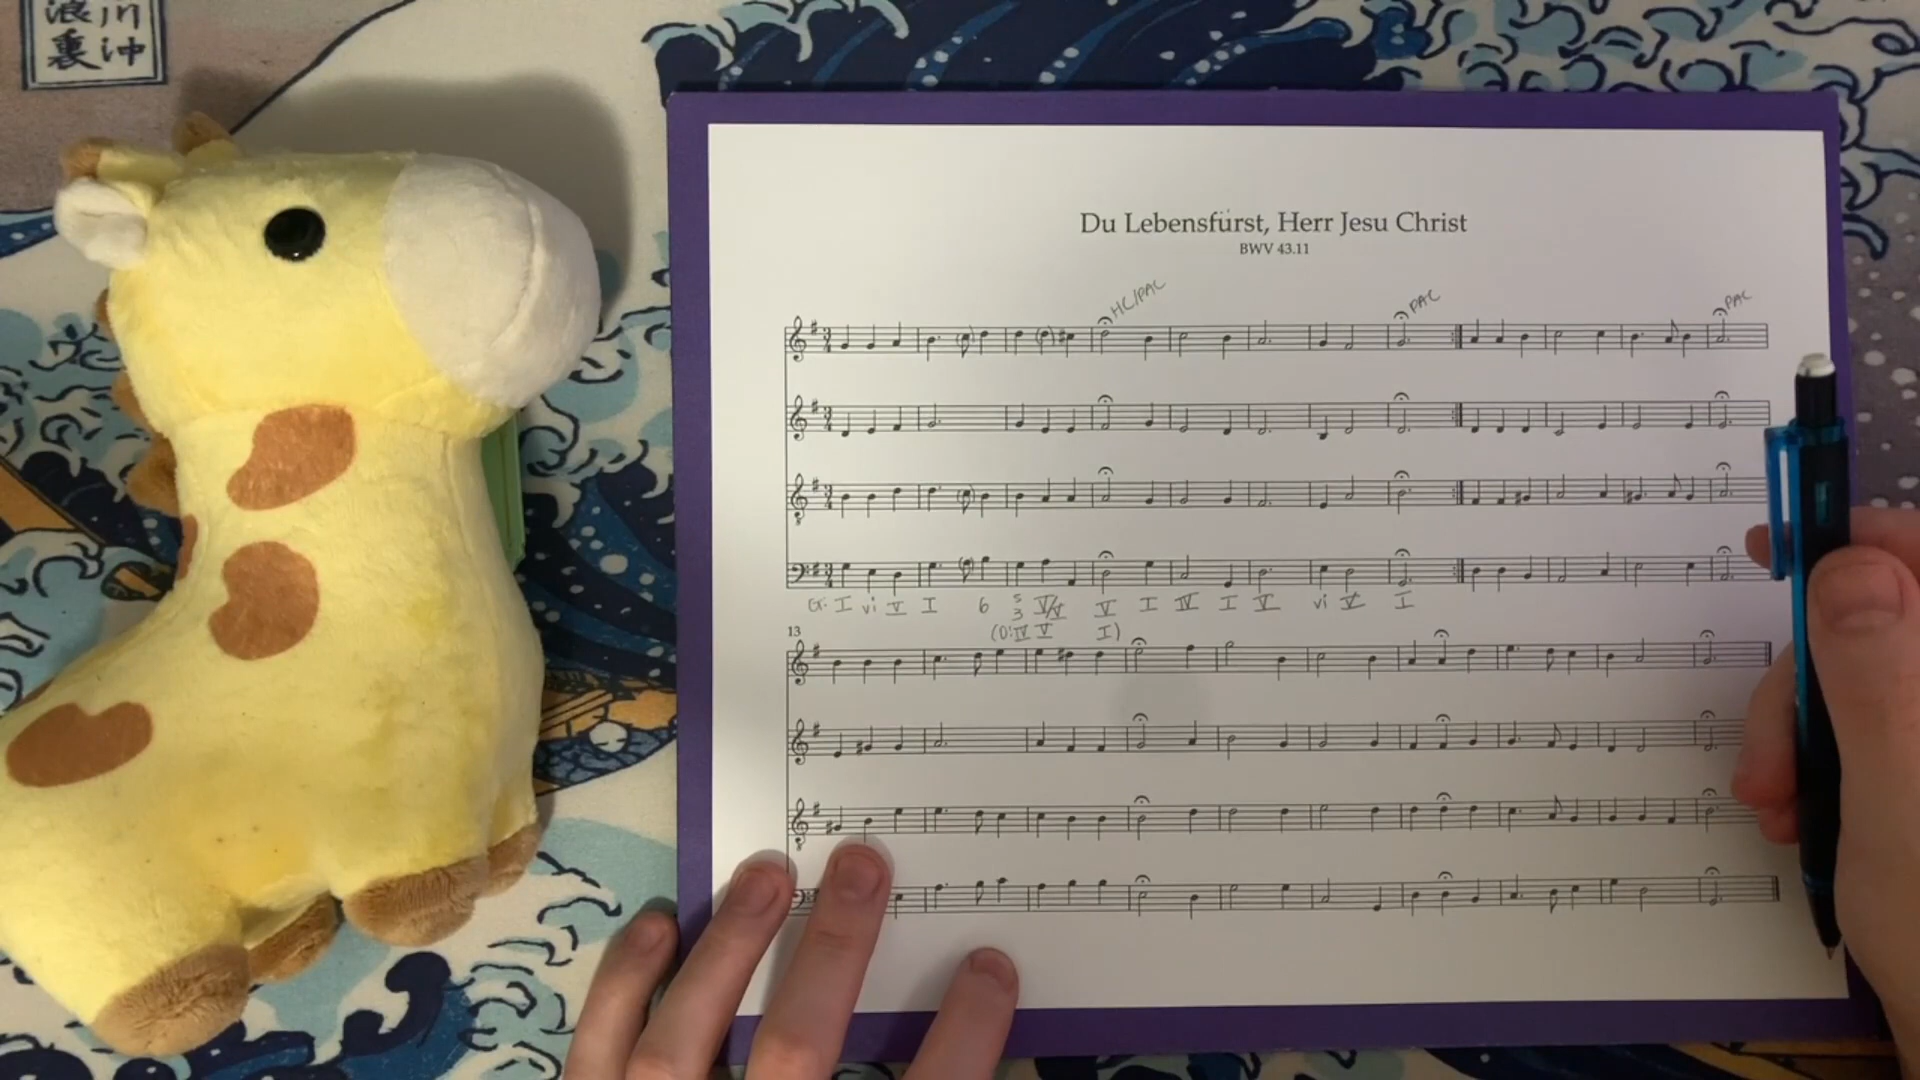 川沖
浪裏
Du Lebensfürst, Herr Jesu Christ
BWV 43.11
HC/PAC PAC PAC
G: I vi V I 6 5 3 V/V V I IV I V vi V I
(D: IV V I)
13